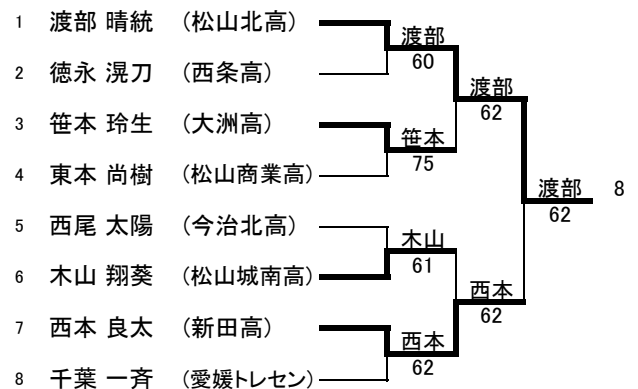 1 渡部 晴統 (松山北高)
2 徳永 滉刀 (西条高)
3 笹本 玲生 (大洲高)
4 東本 尚樹 (松山商業高)
5 西尾 太陽 (今治北高)
6 木山 翔葵 (松山城南高)
7 西本 良太 (新田高)
8 千葉 一斉 (愛媛トレセン)
渡部
60
笹本
75
木山
61
西本
62
渡部
62
西本
62
渡部
62
8